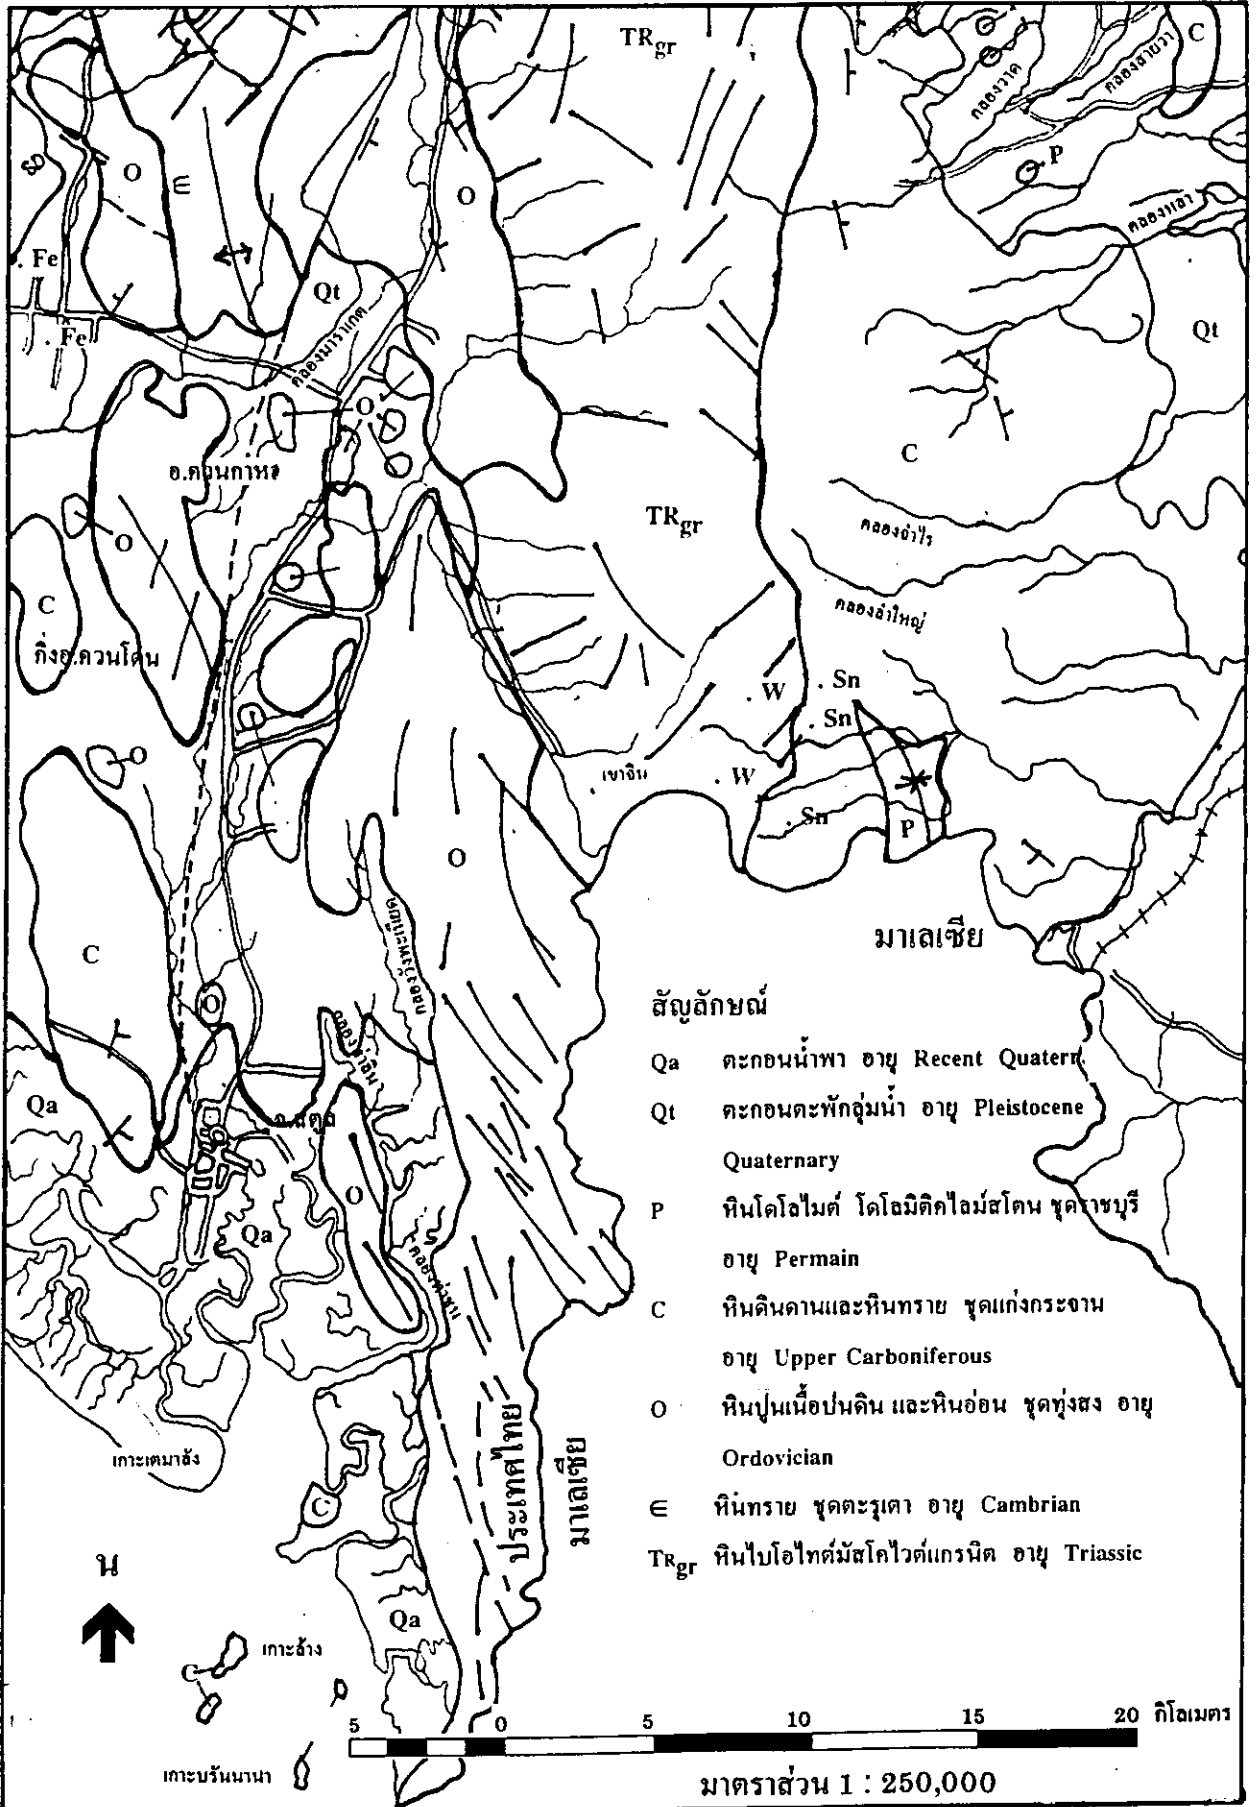 TRgr
C
คลองวาด
คลองสายวา
P
SD
O
Є
O
คลองหลา
. Fe
Qt
Qt
. Fe
คลองมาราเกต
O
อ.ควนกาหลง
C
TRgr
O
คลองลำใหญ่
C
กิ่งอ.ควนโดน
. W
. Sn
. Sn
O
เขาจีน
. W
. Sn
P
O
C
มาเลเซีย
O
สัญลักษณ์
Qa ตะกอนน้ำพา อายุ Recent Quatern
Qt ตะกอนตะพักลุ่มน้ำ อายุ Pleistocene
Quaternary
Qa
อ.สตูล
O
Qa
P หินโดโลไมต์ โดโลมิติคไลม์สโตน ชุดราชบุรี
อายุ Permain
C หินดินดานและหินทราย ชุดแก่งกระจาน
อายุ Upper Carboniferous
O หินปูนเนื้อปนดิน และหินอ่อน ชุดทุ่งสง อายุ
Ordovician
Є หินทราย ชุดตะรุเตา อายุ Cambrian
TRgr หินไบโอไทต์มัสโคไวต์แกรนิต อายุ Triassic
เกาะเตมาลัง
ประเทศไทย
มาเลเซีย
C
น
Qa
เกาะล้าง
C
5 0 5 10 15 20 กิโลเมตร
เกาะบรันมานา
มาตราส่วน 1 : 250,000